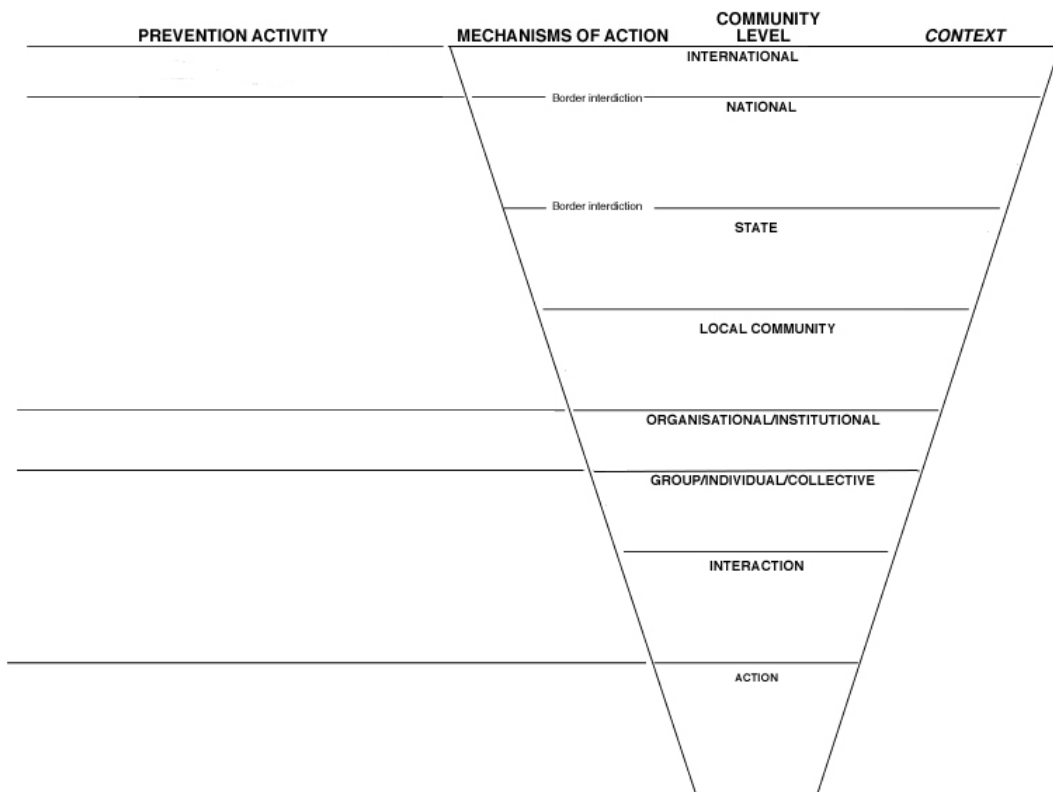 PREVENTION ACTIVITY
MECHANISMS OF ACTION
COMMUNITY
LEVEL
CONTEXT
INTERNATIONAL
Border interdiction
NATIONAL
Border interdiction
STATE
LOCAL COMMUNITY
ORGANISATIONAL/INSTITUTIONAL
GROUP/INDIVIDUAL/COLLECTIVE
INTERACTION
ACTION